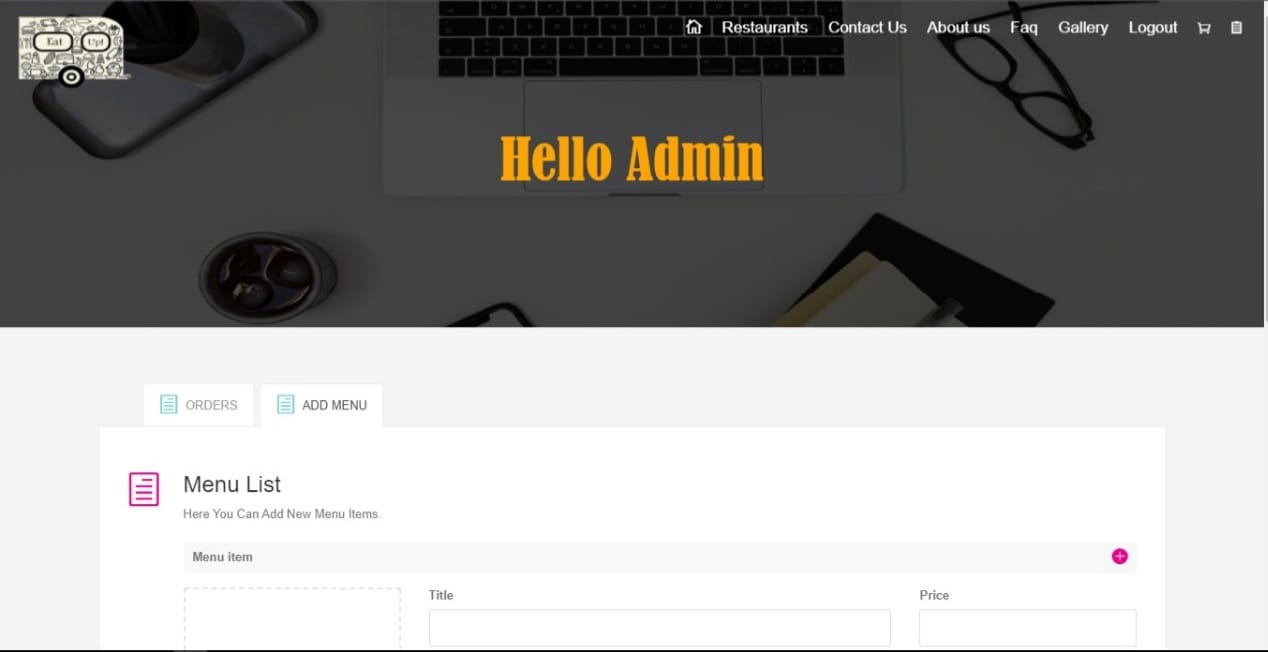 Eat Up!
Restaurants Contact Us About us Faq Gallery Logout
Hello Admin
ORDERS ADD MENU
Menu List
Here You Can Add New Menu Items.
Menu item
Title Price